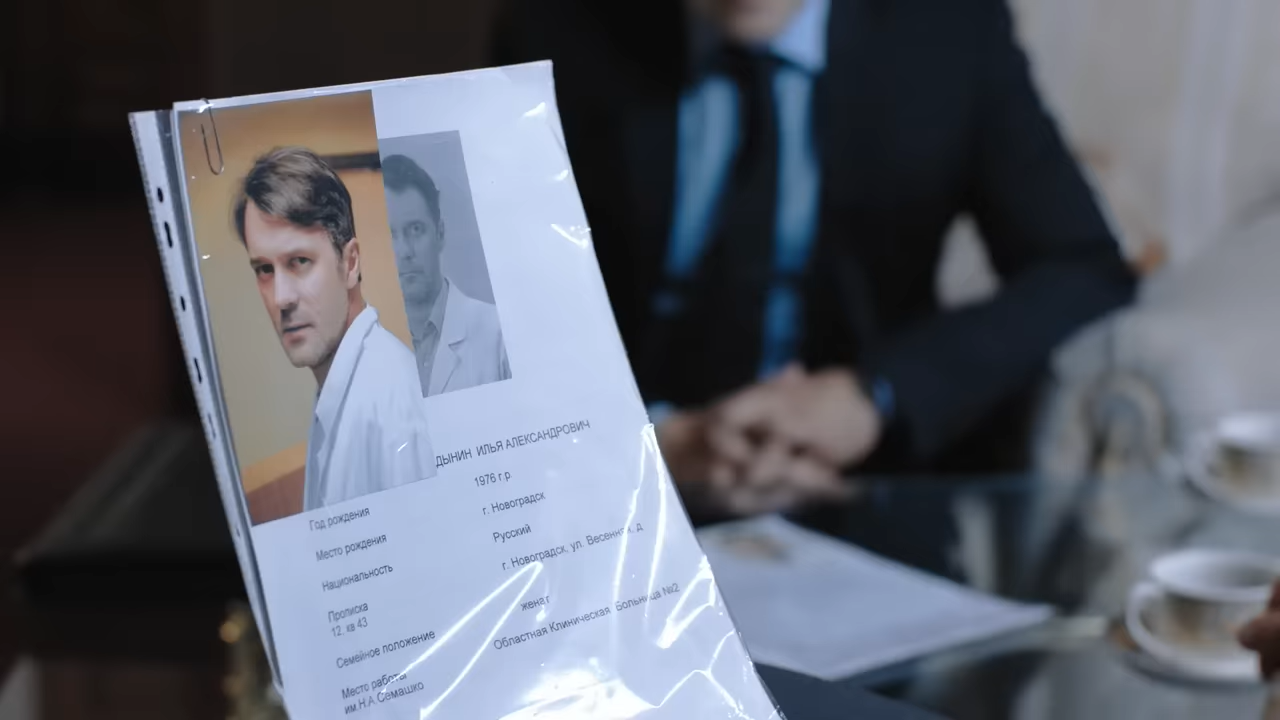 ДЫНИН ИЛЬЯ АЛЕКСАНДРОВИЧ
Год рождения 1976 г.р
Место рождения г. Новоградск
Национальность Русский
Прописка г. Новоградск, ул. Весенняя, д
12. кв 43
Семейное положение женат
Место работы Областная Клиническая Больница №2
им.Н.А.Семашко